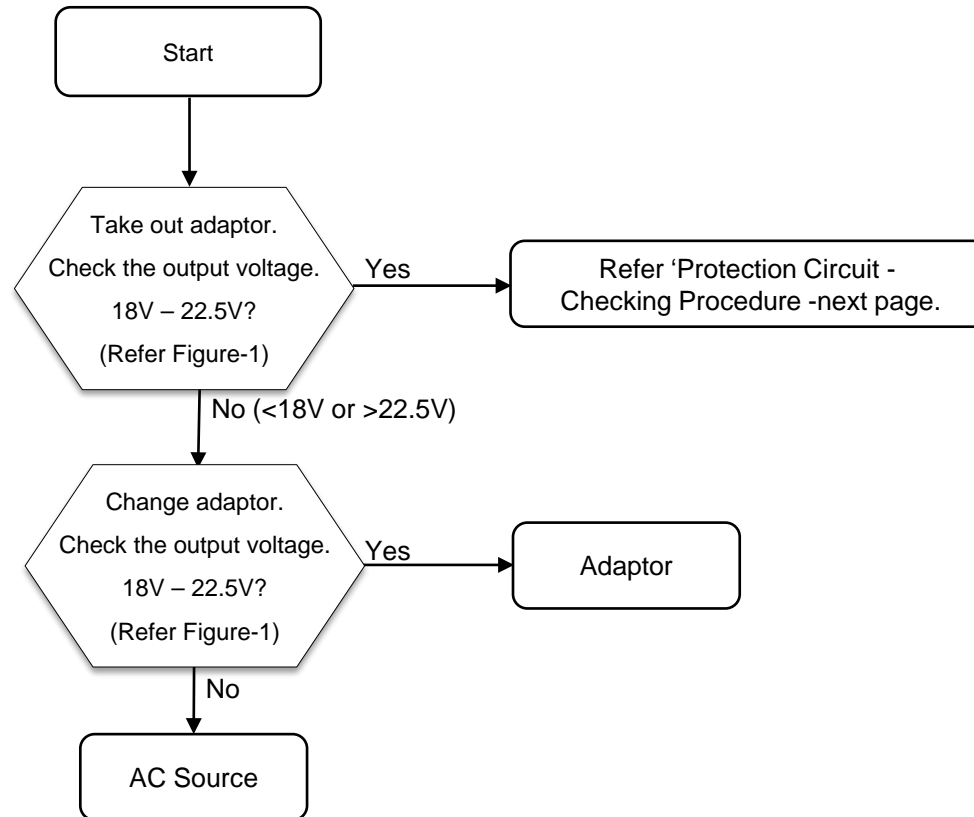 Start
Take out adaptor.
Check the output voltage.
18V – 22.5V?
(Refer Figure-1)
Yes
Refer ‘Protection Circuit -
Checking Procedure -next page.
No (<18V or >22.5V)
Change adaptor.
Check the output voltage.
18V – 22.5V?
(Refer Figure-1)
Yes
Adaptor
No
AC Source